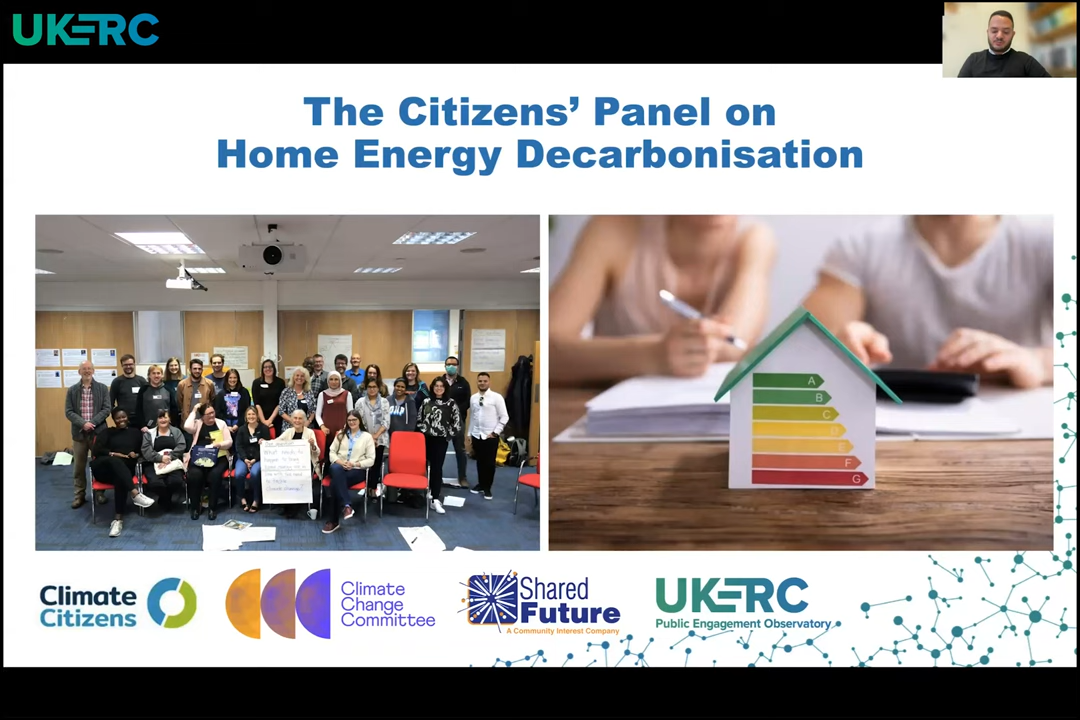 UKERC
The Citizens’ Panel on
Home Energy Decarbonisation
A
B
C
D
E
F
G
Climate
Citizens
Climate
Change
Committee
Shared
Future
A Community Interest Company
UKERC
Public Engagement Observatory